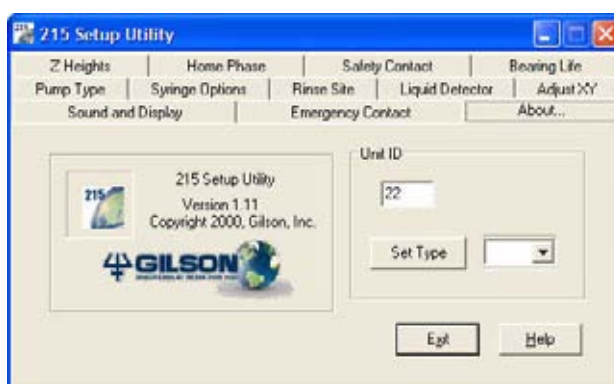 215 Setup Utility
Z Heights Home Phase Safety Contact Bearing Life
Pump Type Syringe Options Rinse Site Liquid Detector Adjust XY
Sound and Display Emergency Contact About...
Unit ID
215
215 Setup Utility
Version 1.11
Copyright 2000, Gilson, Inc.
GILSON
22
Set Type
Exit Help